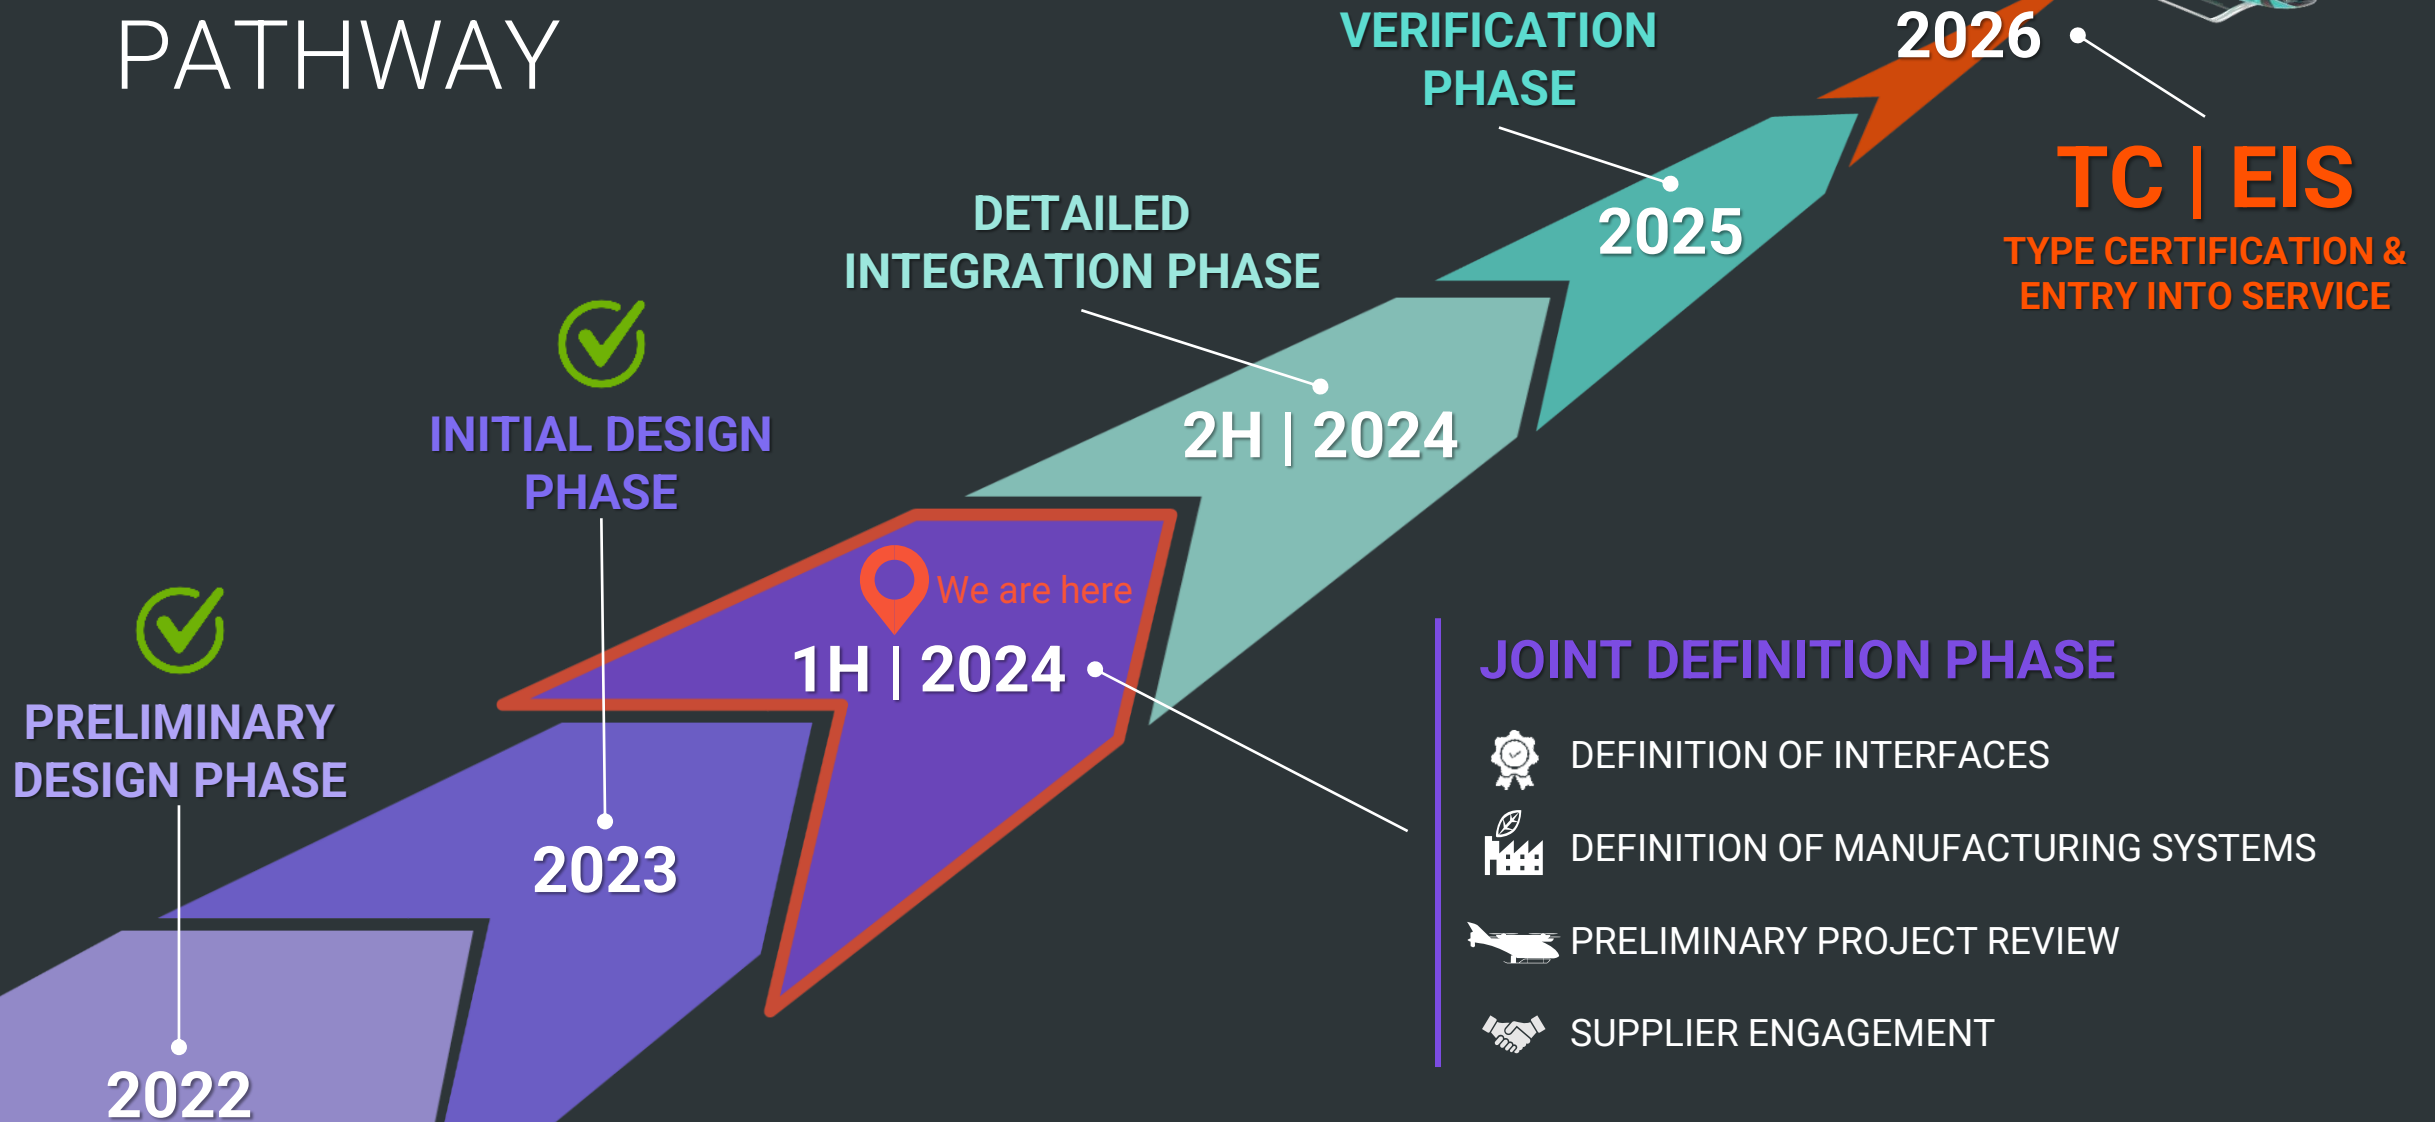 PATHWAY
VERIFICATION
PHASE
2026
TC | EIS
TYPE CERTIFICATION &
ENTRY INTO SERVICE
2025
DETAILED
INTEGRATION PHASE
2H | 2024
INITIAL DESIGN
PHASE
We are here
1H | 2024
PRELIMINARY
DESIGN PHASE
2023
2022
JOINT DEFINITION PHASE
DEFINITION OF INTERFACES
DEFINITION OF MANUFACTURING SYSTEMS
PRELIMINARY PROJECT REVIEW
SUPPLIER ENGAGEMENT